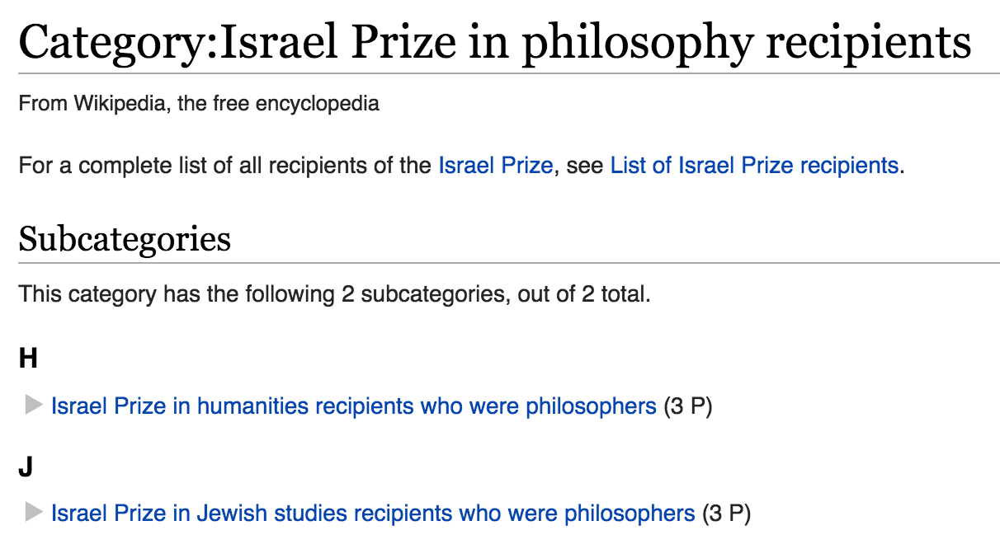 Category:Israel Prize in philosophy recipients
From Wikipedia, the free encyclopedia
For a complete list of all recipients of the Israel Prize, see List of Israel Prize recipients.
Subcategories
This category has the following 2 subcategories, out of 2 total.
H
Israel Prize in humanities recipients who were philosophers (3 P)
J
Israel Prize in Jewish studies recipients who were philosophers (3 P)